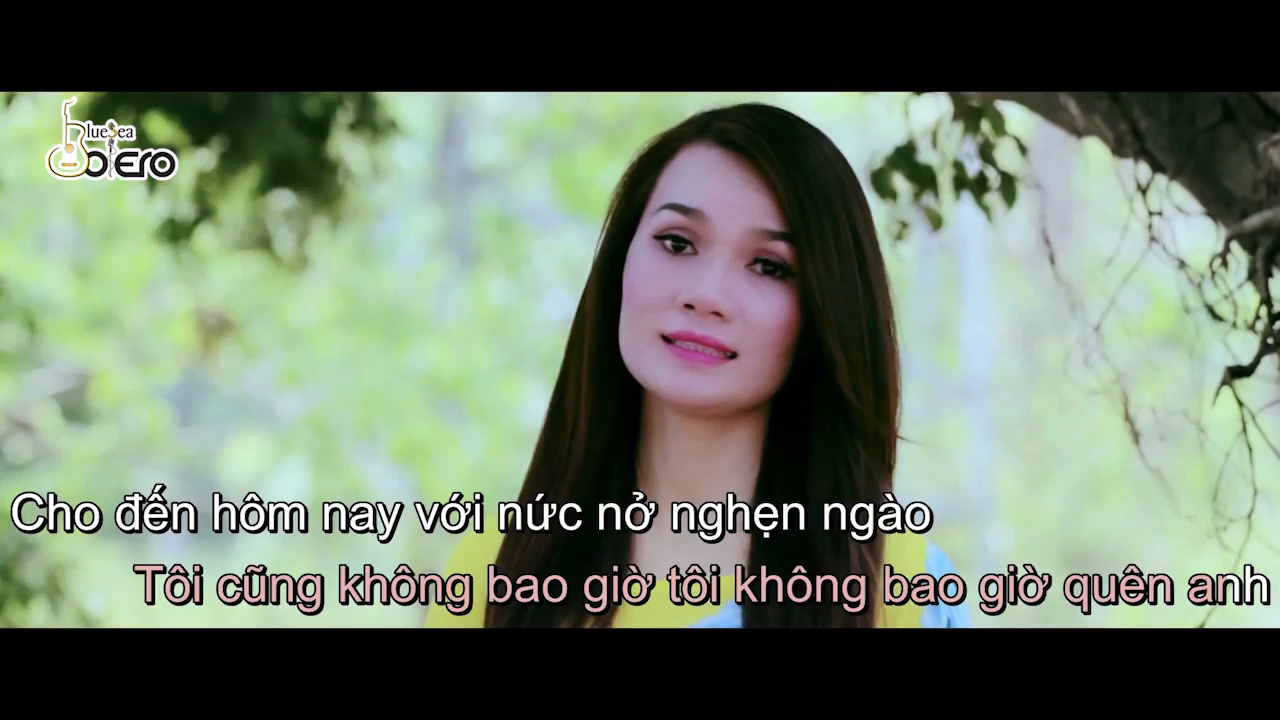 BlueSea
Bolero
Cho đến hôm nay với nức nở nghẹn ngào
Tôi cũng không bao giờ tôi không bao giờ quên anh